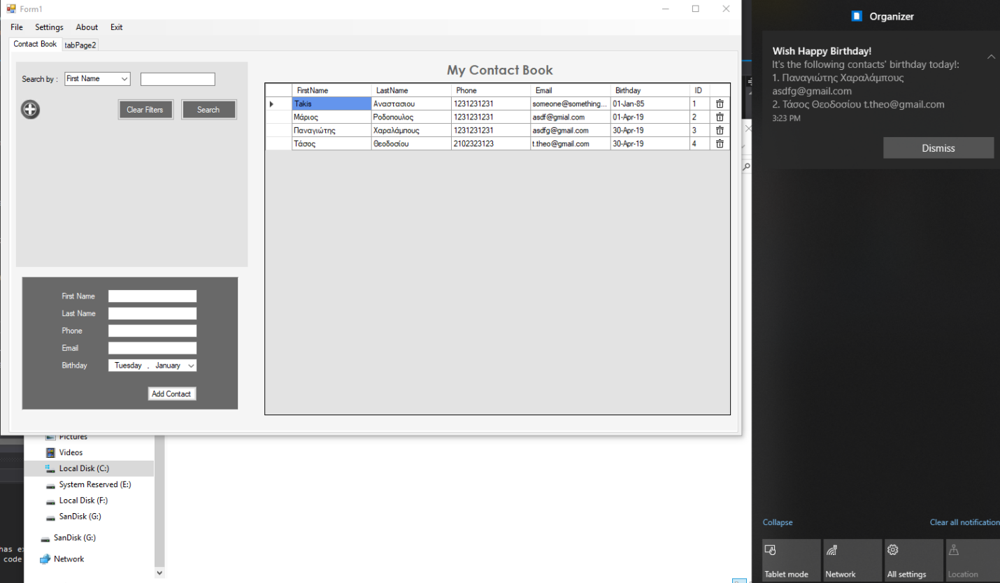 Form1
File Settings About Exit
Contact Book tabPage2
Search by : First Name
Clear Filters Search
First Name
Last Name
Phone
Email
Birthday Tuesday , January
Add Contact
My Contact Book
FirstName LastName Phone Email Birthday ID
Takis Αναστασιου 1231231231 someone@something... 01-Jan-85 1
Μάριος Ροδοπουλος 1231231231 asdf@gmial.com 01-Apr-19 2
Παναγιώτης Χαραλάμπους 1231231231 asdfg@gmail.com 30-Apr-19 3
Τάσος Θεοδοσίου 2102323123 t.theo@gmail.com 30-Apr-19 4
Pictures
Videos
Local Disk (C:)
System Reserved (E:)
Local Disk (F:)
SanDisk (G:)
SanDisk (G:)
Network
has ex
code
Organizer
Wish Happy Birthday!
It's the following contacts' birthday today!:
1. Παναγιώτης Χαραλάμπους
asdfg@gmail.com
2. Τάσος Θεοδοσίου t.theo@gmail.com
3:23 PM
Dismiss
Collapse Clear all notification
Tablet mode Network All settings Location